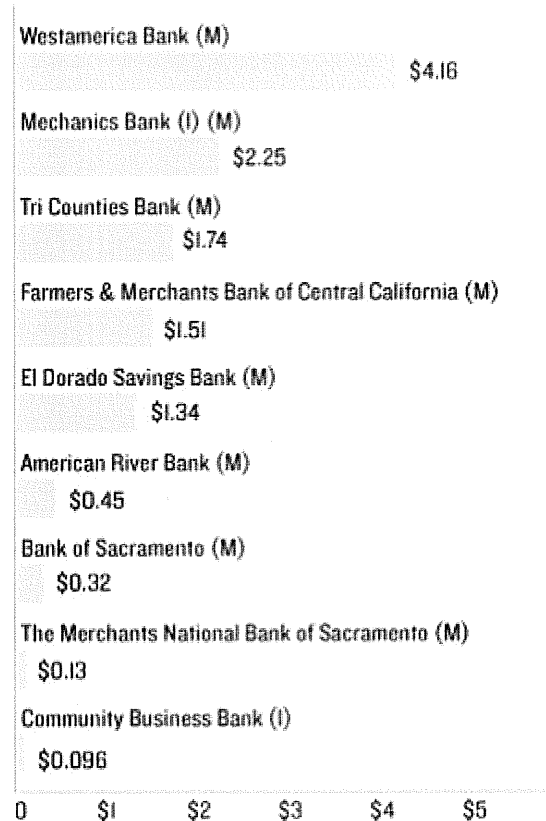 Westamerica Bank (M)
$4.16
Mechanics Bank (I) (M)
$2.25
Tri Counties Bank (M)
$1.74
Farmers & Merchants Bank of Central California (M)
$1.51
El Dorado Savings Bank (M)
$1.34
American River Bank (M)
$0.45
Bank of Sacramento (M)
$0.32
The Merchants National Bank of Sacramento (M)
$0.13
Community Business Bank (I)
$0.096
0 $1 $2 $3 $4 $5